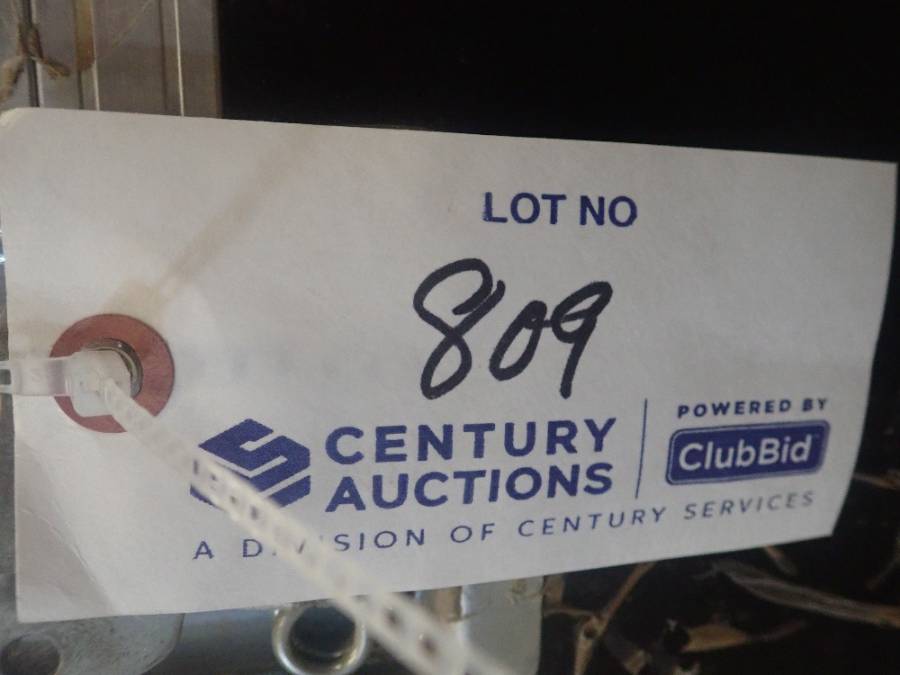 LOT NO
809
CENTURY
AUCTIONS
POWERED BY
ClubBid
A DIVISION OF CENTURY SERVICES